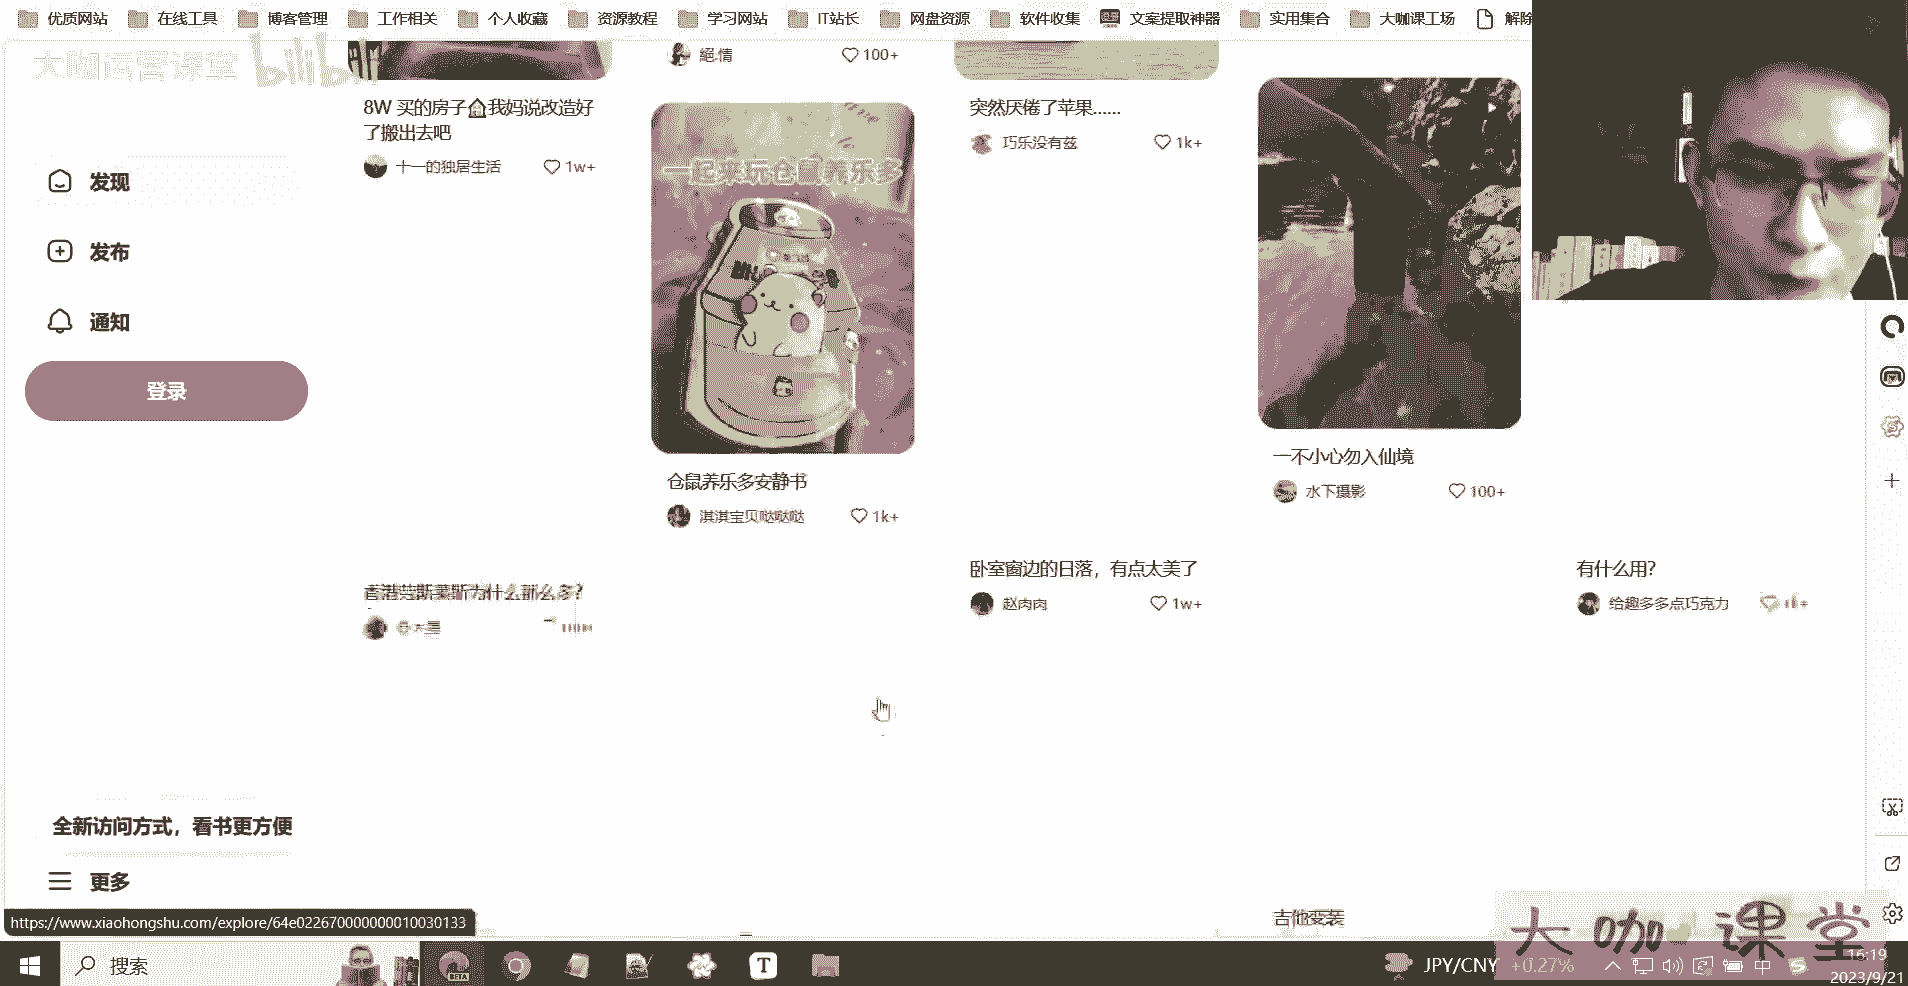 优质网站 在线工具 博客管理 工作相关 个人收藏 资源教程 学习网站 IT站长 网盘资源 软件收集 文案提取神器 实用集合 大咖课工场 解除
大咖运营课堂 bilibili
絕.情 100+
8W 买的房子🏠我妈说改造好
了搬出去吧
十一的独居生活 1w+
一起来玩仓鼠养乐多
突然厌倦了苹果......
巧乐没有兹 1k+
发现
发布
通知
登录
仓鼠养乐多安静书
淇淇宝贝哒哒哒 1k+
一不小心勿入仙境
水下摄影 100+
香港劳斯莱斯为什么那么多？
卧室窗边的日落，有点太美了
赵肉肉 1w+
有什么用？
给趣多多点巧克力
全新访问方式，看书更方便
更多
吉他变装
https://www.xiaohongshu.com/explore/64e022670000000010030133
大咖课堂
搜索
BETA
T
JPY/CNY +0.27%
中
16:19
2023/9/21